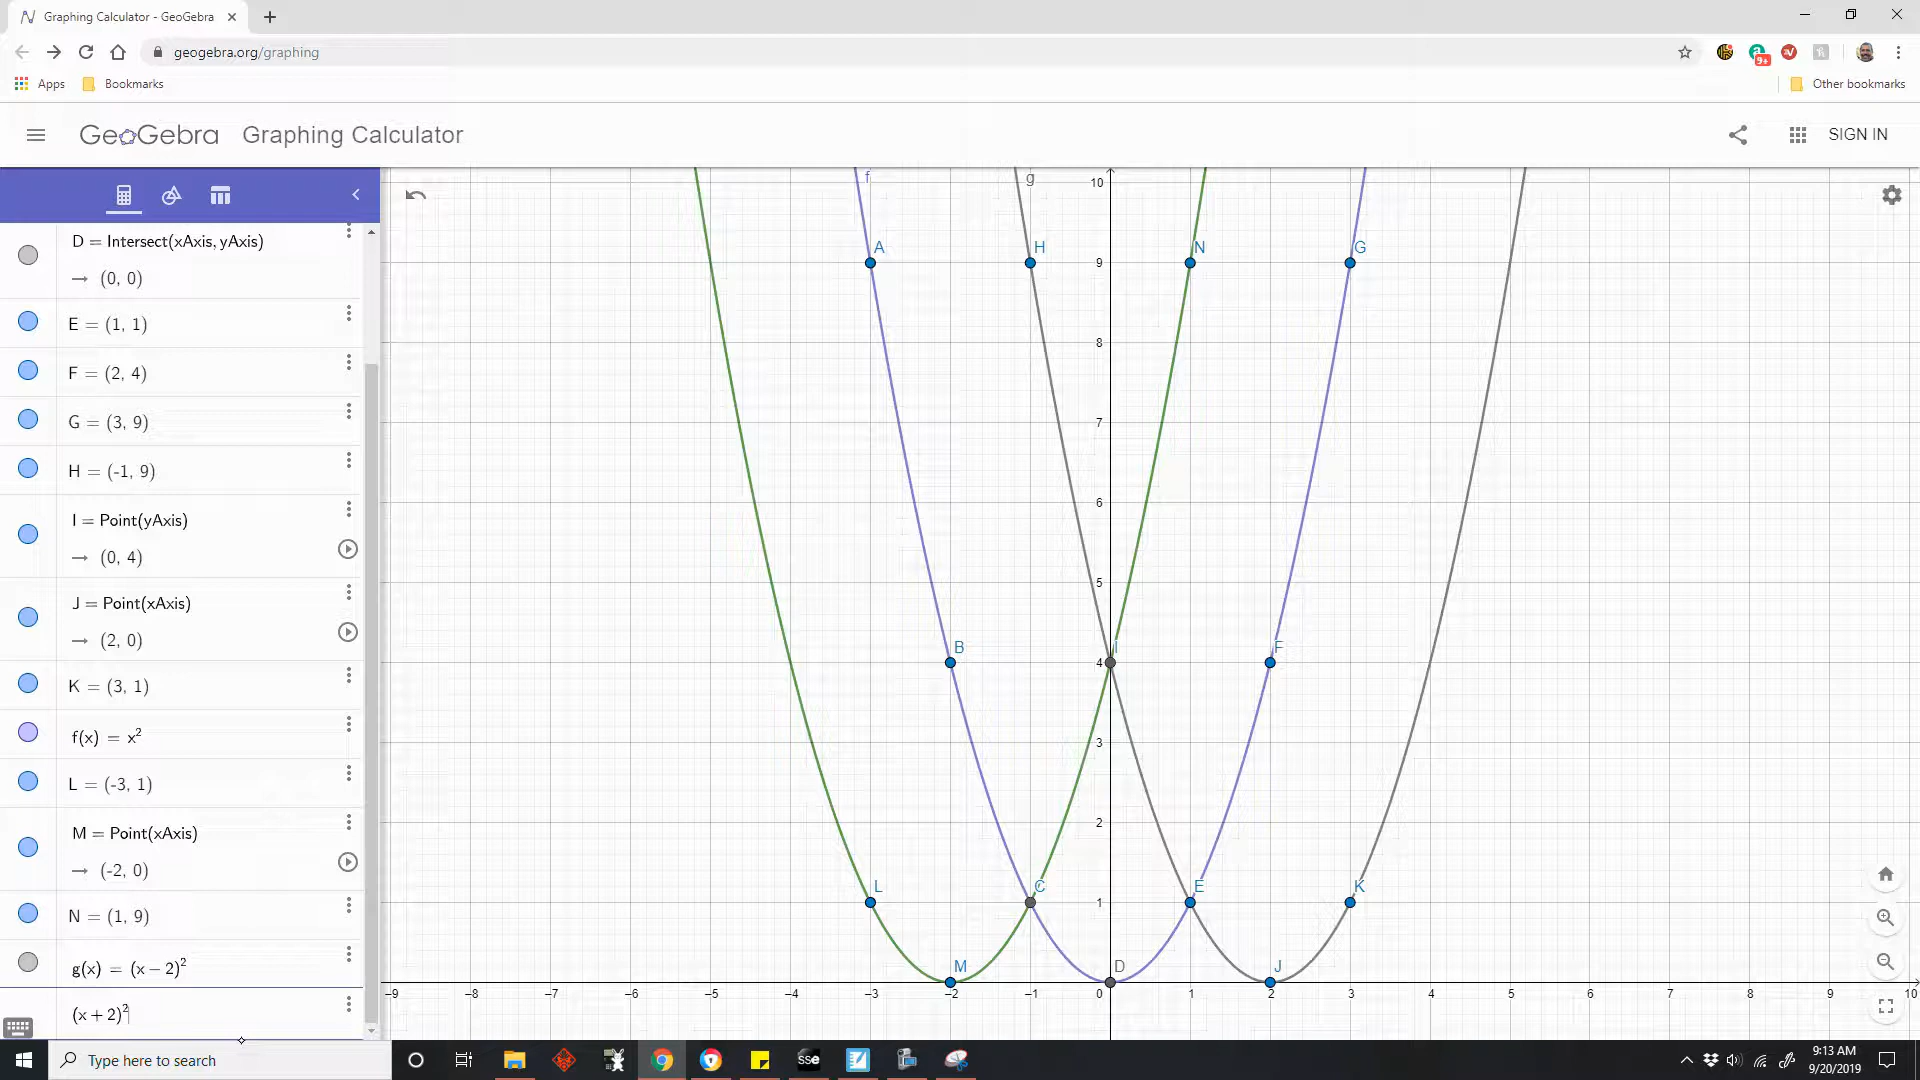 Graphing Calculator - GeoGebra
geogebra.org/graphing
9+
Apps
Bookmarks
Other bookmarks
GeoGebra
Graphing Calculator
SIGN IN
D = Intersect(xAxis, yAxis)
→ (0, 0)
E = (1, 1)
F = (2, 4)
G = (3, 9)
H = (-1, 9)
I = Point(yAxis)
→ (0, 4)
J = Point(xAxis)
→ (2, 0)
K = (3, 1)
f(x) = x²
L = (-3, 1)
M = Point(xAxis)
→ (-2, 0)
N = (1, 9)
g(x) = (x − 2)²
(x + 2)²
f
g
10
A
H
N
G
9
8
7
6
5
B
I
F
4
3
2
L
C
E
K
1
M
D
J
−9
−8
−7
−6
−5
−4
−3
−2
−1
0
1
2
3
4
5
6
7
8
9
10
Type here to search
SSe
9:13 AM
9/20/2019